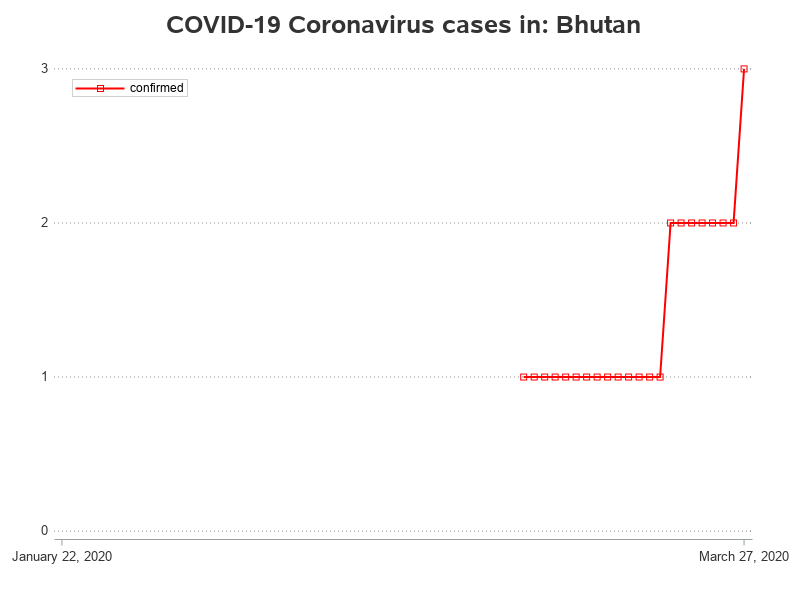 COVID-19 Coronavirus cases in: Bhutan
3
confirmed
2
1
0
January 22, 2020
March 27, 2020